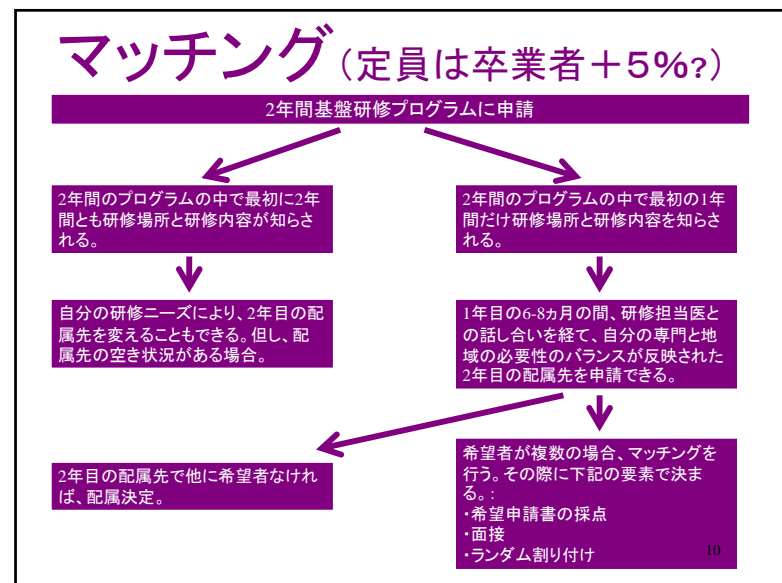 マッチング(定員は卒業者+5%?)
2年間基盤研修プログラムに申請
2年間のプログラムの中で最初に2年
間とも研修場所と研修内容が知らさ
れる。
2年間のプログラムの中で最初の1年
間だけ研修場所と研修内容を知らさ
れる。
自分の研修ニーズにより、2年目の配
属先を変えることもできる。但し、配
属先の空き状況がある場合。
1年目の6-8ヵ月の間、研修担当医と
の話し合いを経て、自分の専門と地
域の必要性のバランスが反映された
2年目の配属先を申請できる。
2年目の配属先で他に希望者なけれ
ば、配属決定。
希望者が複数の場合、マッチングを
行う。その際に下記の要素で決ま
る。:
・希望申請書の採点
・面接
・ランダム割り付け
10